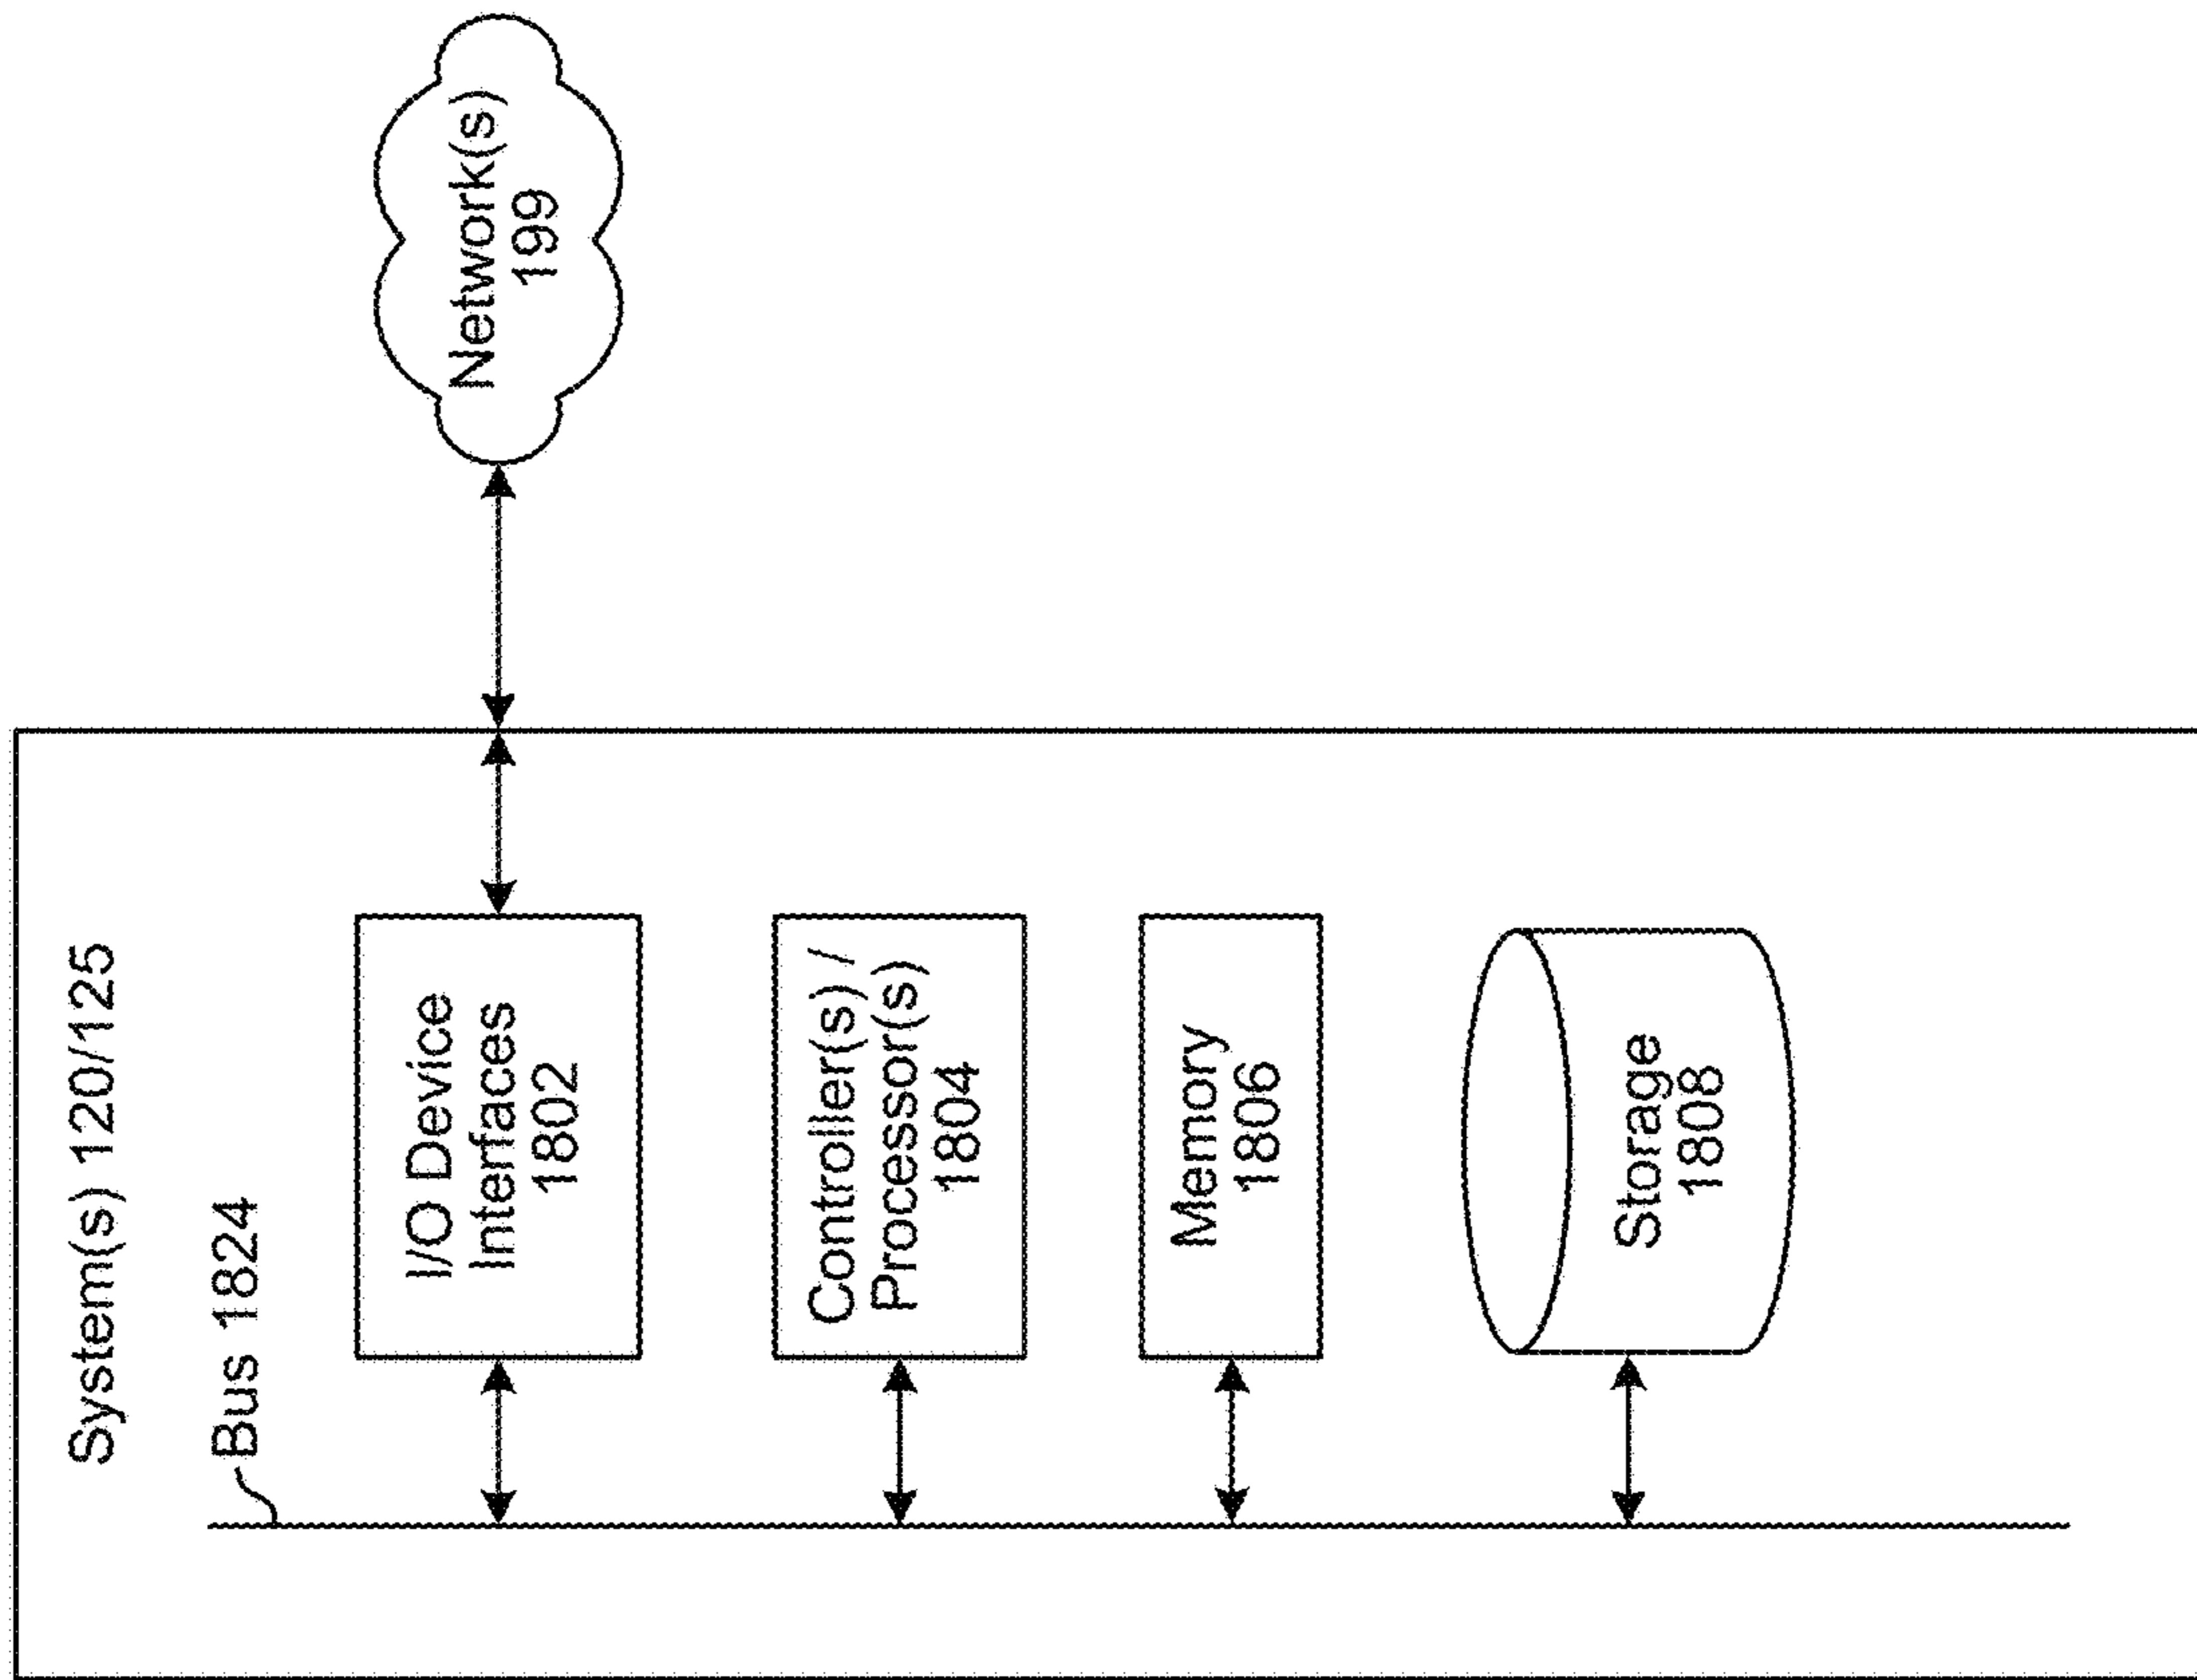 System(s) 120/125
Bus 1824
I/O Device
Interfaces
1802
Controller(s) /
Processor(s)
1804
Memory
1806
Storage
1808
Network(s)
199